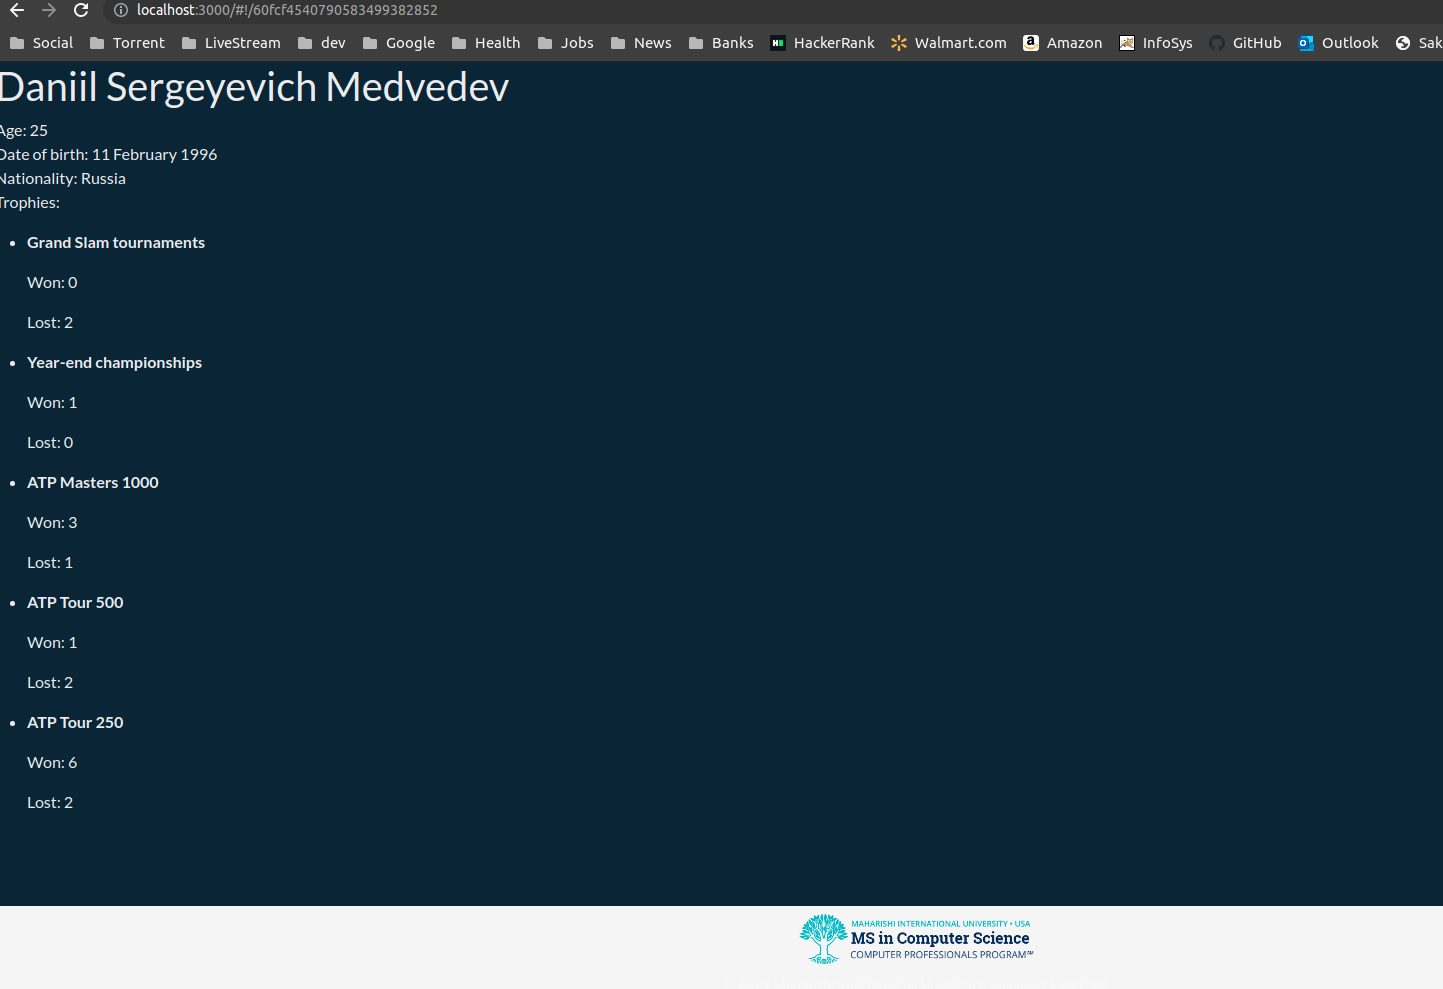 localhost:3000/#!/60fcf4540790583499382852
Social Torrent LiveStream dev Google Health Jobs News Banks HackerRank Walmart.com Amazon InfoSys GitHub Outlook Sak
Daniil Sergeyevich Medvedev
Age: 25
Date of birth: 11 February 1996
Nationality: Russia
Trophies:
Grand Slam tournaments
Won: 0
Lost: 2
Year-end championships
Won: 1
Lost: 0
ATP Masters 1000
Won: 3
Lost: 1
ATP Tour 500
Won: 1
Lost: 2
ATP Tour 250
Won: 6
Lost: 2
MAHARISHI INTERNATIONAL UNIVERSITY • USA
MS in Computer Science
COMPUTER PROFESSIONALS PROGRAM℠